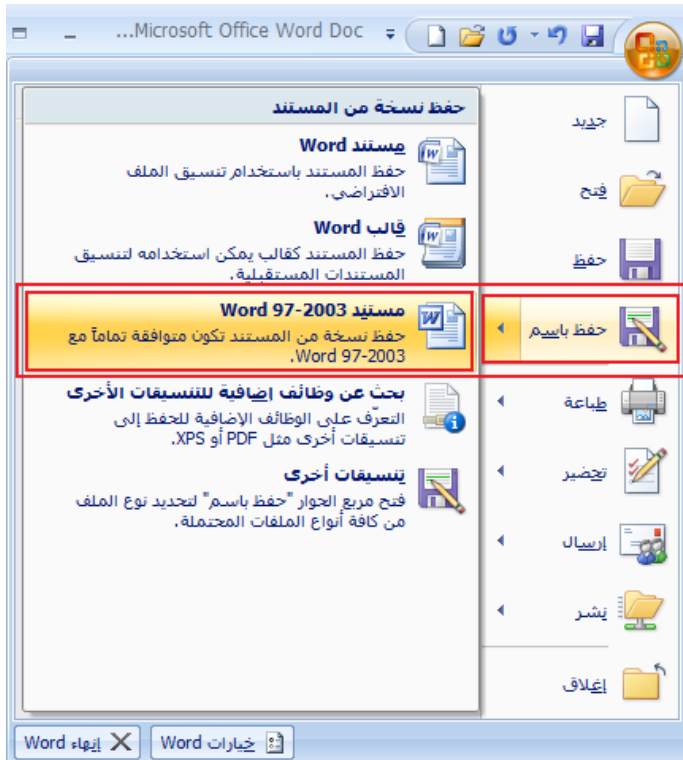 Microsoft Office Word Doc...
جديد
فتح
حفظ
حفظ باسم
طباعة
تحضير
إرسال
نشر
إغلاق
حفظ نسخة من المستند
مستند Word
حفظ المستند باستخدام تنسيق الملف
الافتراضي.
قالب Word
حفظ المستند كقالب يمكن استخدامه لتنسيق
المستندات المستقبلية.
مستند Word 97-2003
حفظ نسخة من المستند تكون متوافقة تماماً مع
Word 97-2003.
بحث عن وظائف إضافية للتنسيقات الأخرى
التعرّف على الوظائف الإضافية للحفظ إلى
تنسيقات أخرى مثل PDF أو XPS.
تنسيقات أخرى
فتح مربع الحوار "حفظ باسم" لتحديد نوع الملف
من كافة أنواع الملفات المحتملة.
خيارات Word
إنهاء Word